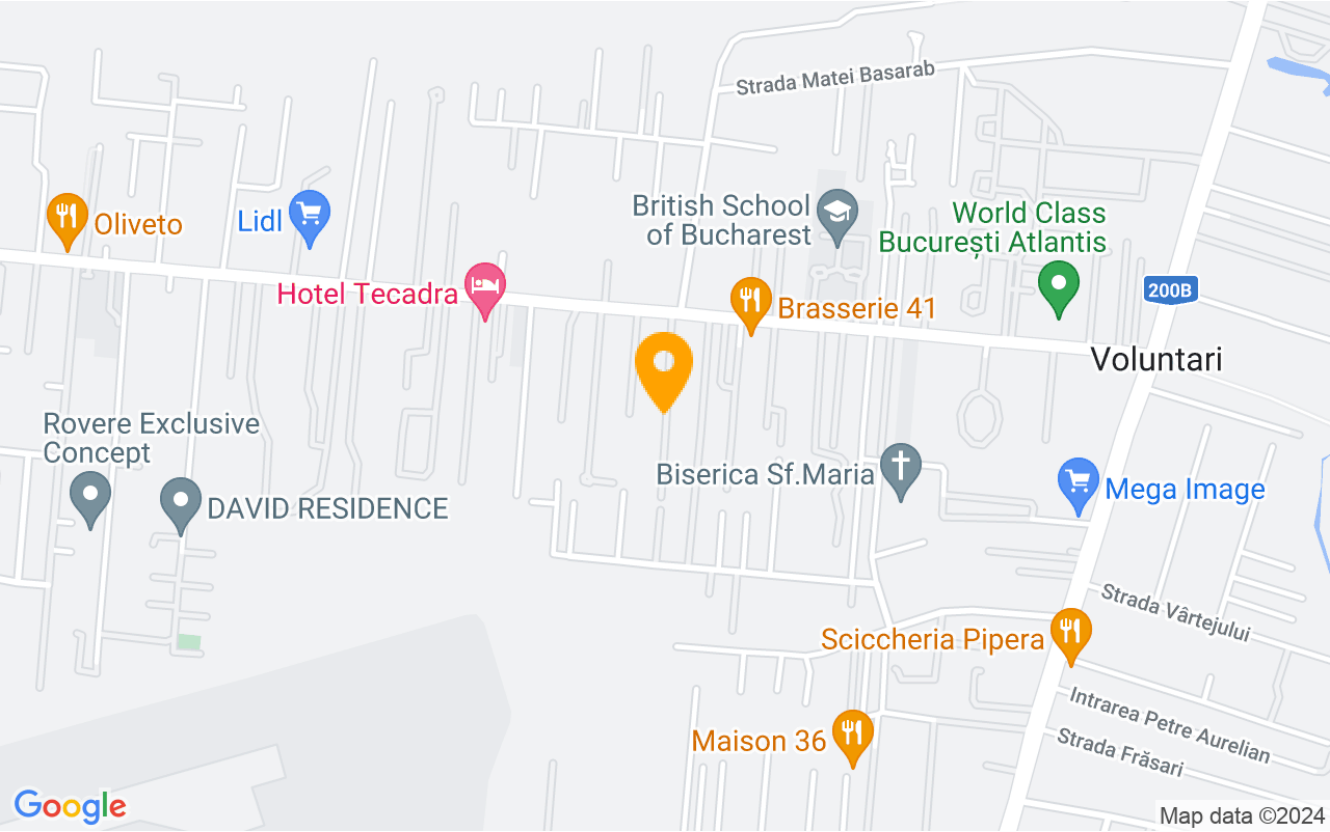 Strada Matei Basarab
British School
of Bucharest
World Class
București Atlantis
Oliveto
Lidl
Hotel Tecadra
200B
Brasserie 41
Voluntari
Rovere Exclusive
Concept
Biserica Sf.Maria
Mega Image
DAVID RESIDENCE
Strada Vârtejului
Sciccheria Pipera
Intrarea Petre Aurelian
Maison 36
Strada Frăsari
Google
Map data ©2024